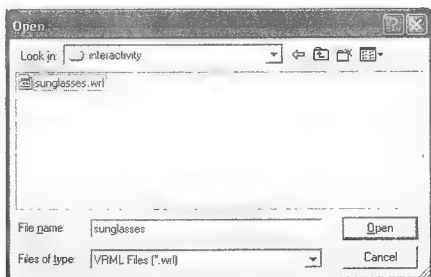 Open
Look in: interactivity
sunglasses.wrl
File name: sunglasses
Open
Files of type: VRML Files (*.wrl)
Cancel